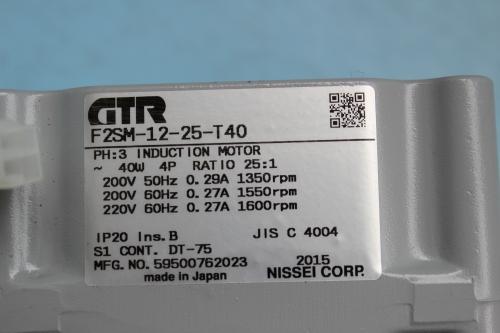 GTR
F2SM-12-25-T40
PH:3 INDUCTION MOTOR
~ 40W 4P RATIO 25:1
200V 50Hz 0.29A 1350rpm
200V 60Hz 0.27A 1550rpm
220V 60Hz 0.27A 1600rpm
IP20 Ins.B JIS C 4004
S1 CONT. DT-75
MFG. NO. 59500762023 2015
made in Japan NISSEI CORP.